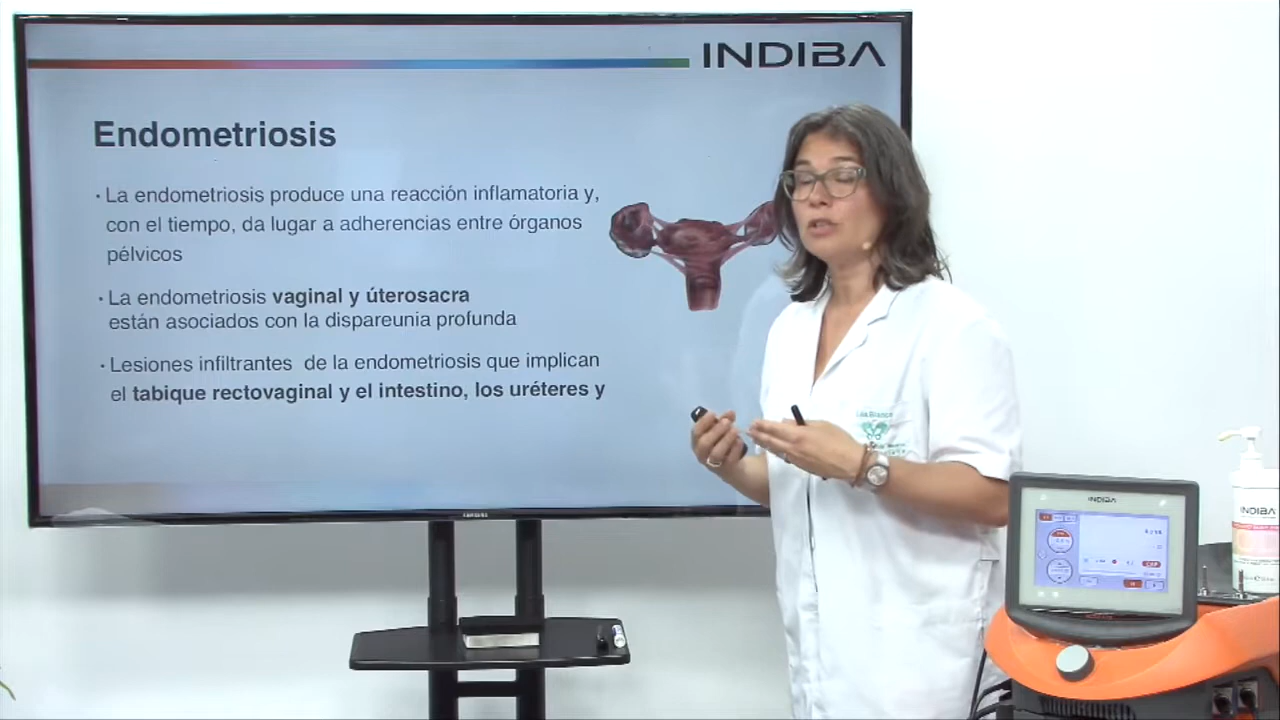 INDIBA
Endometriosis
· La endometriosis produce una reacción inflamatoria y,
con el tiempo, da lugar a adherencias entre órganos
pélvicos
· La endometriosis vaginal y úterosacra
están asociados con la dispareunia profunda
· Lesiones infiltrantes de la endometriosis que implican
el tabique rectovaginal y el intestino, los uréteres y
SAMSUNG
INDIBA
INDIBA